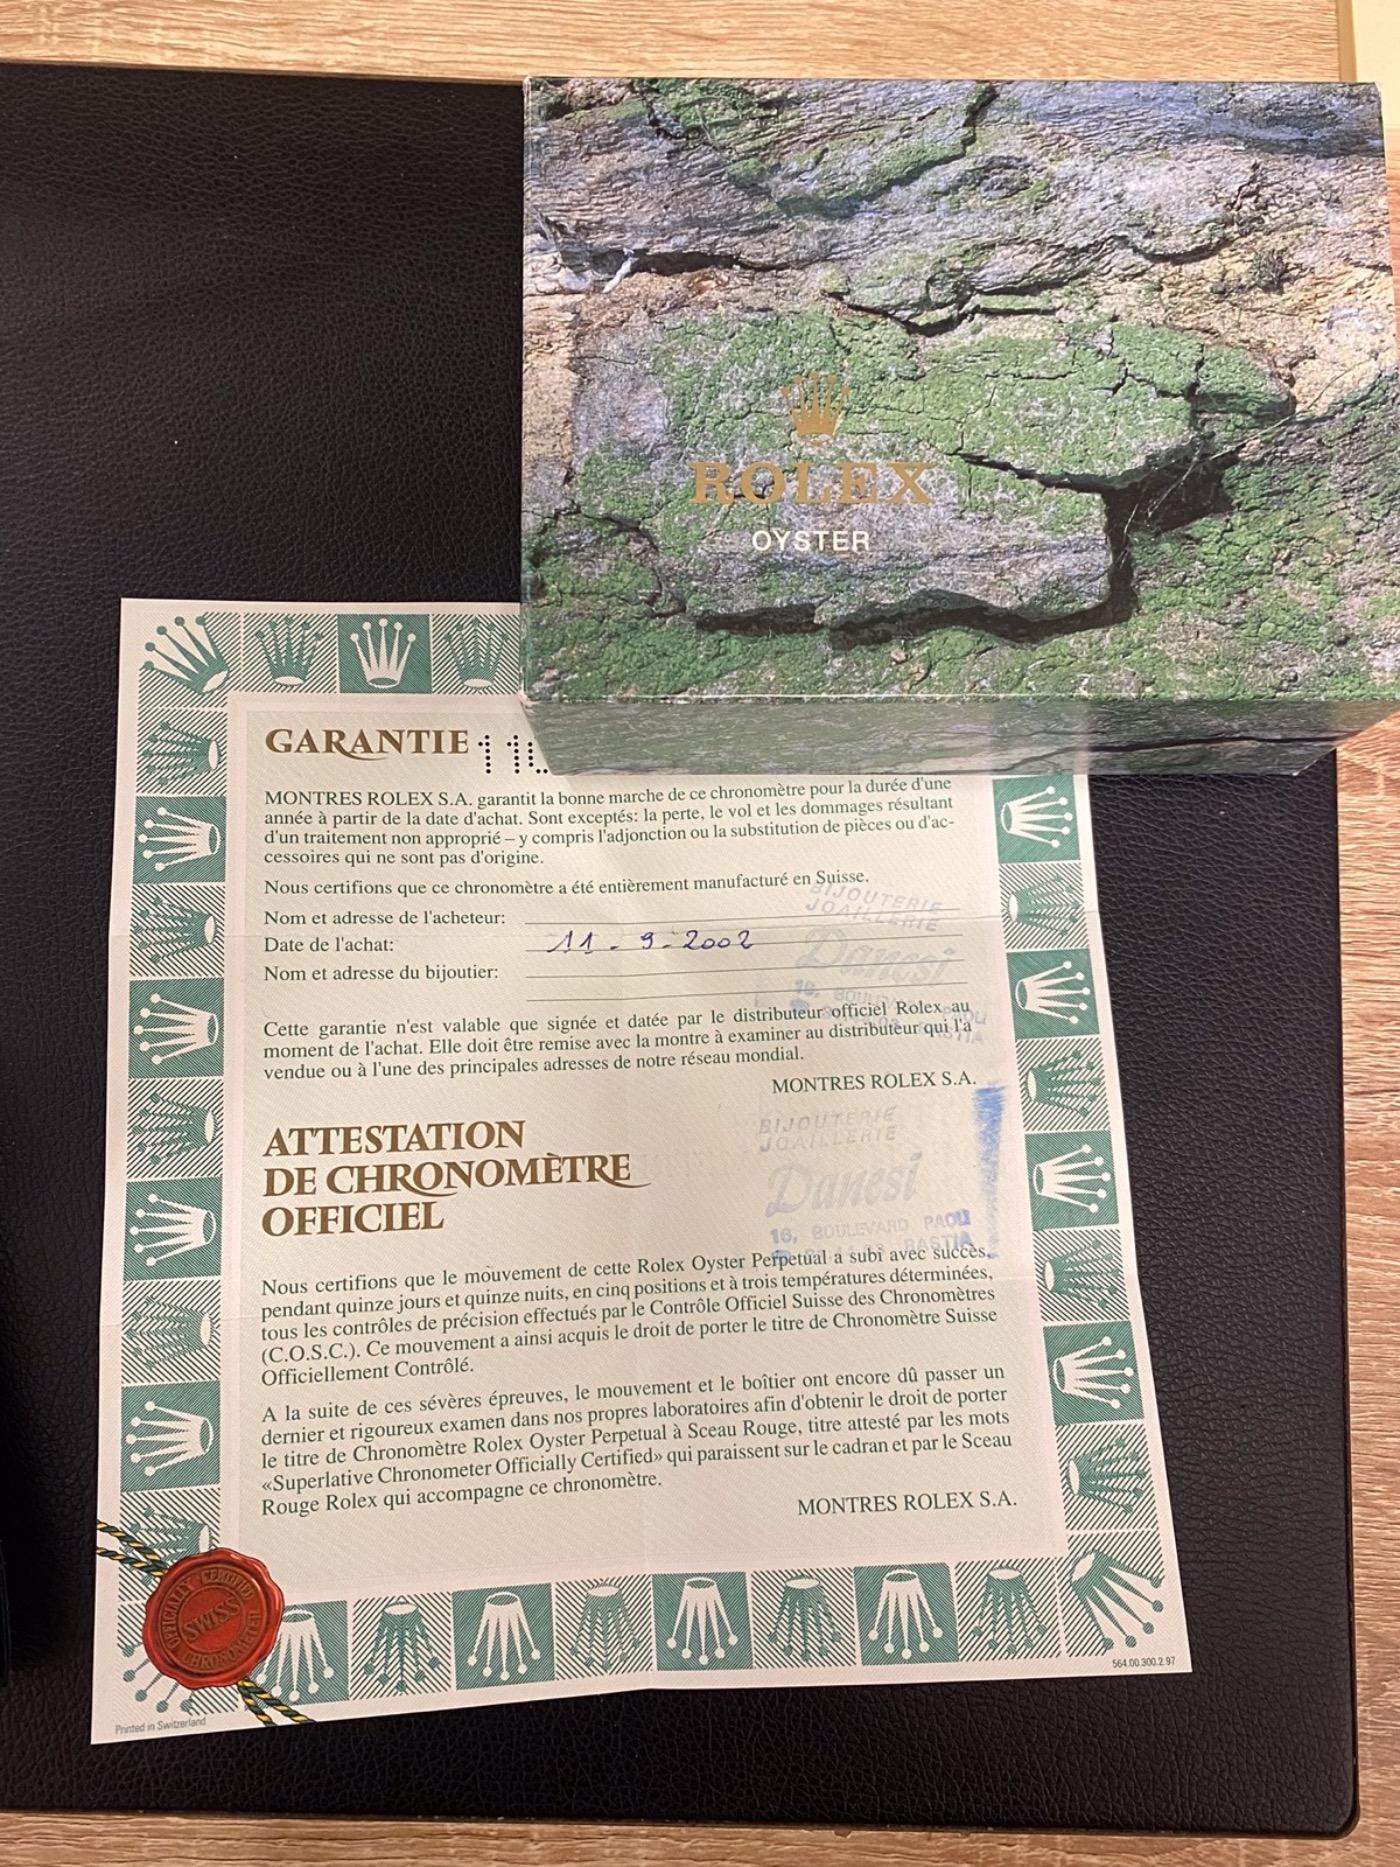 ROLEX
OYSTER
GARANTIE
MONTRES ROLEX S.A. garantit la bonne marche de ce chronomètre pour la durée d'une
année à partir de la date d'achat. Sont exceptés: la perte, le vol et les dommages résultant
d'un traitement non approprié – y compris l'adjonction ou la substitution de pièces ou d'ac-
cessoires qui ne sont pas d'origine.
Nous certifions que ce chronomètre a été entièrement manufacturé en Suisse.
BIJOUTERIE
JOAILLERIE
Nom et adresse de l'acheteur:
Date de l'achat: 11 - 9 - 2002
Danesi
Nom et adresse du bijoutier:
Cette garantie n'est valable que signée et datée par le distributeur officiel Rolex au
moment de l'achat. Elle doit être remise avec la montre à examiner au distributeur qui l'a
vendue ou à l'une des principales adresses de notre réseau mondial.
MONTRES ROLEX S.A.
BIJOUTERIE
JOAILLERIE
Danesi
16, BOULEVARD PAOLI
BASTIA
ATTESTATION
DE CHRONOMÈTRE
OFFICIEL
Nous certifions que le mouvement de cette Rolex Oyster Perpetual a subi avec succès,
pendant quinze jours et quinze nuits, en cinq positions et à trois températures déterminées,
tous les contrôles de précision effectués par le Contrôle Officiel Suisse des Chronomètres
(C.O.S.C.). Ce mouvement a ainsi acquis le droit de porter le titre de Chronomètre Suisse
Officiellement Contrôlé.
A la suite de ces sévères épreuves, le mouvement et le boîtier ont encore dû passer un
dernier et rigoureux examen dans nos propres laboratoires afin d'obtenir le droit de porter
le titre de Chronomètre Rolex Oyster Perpetual à Sceau Rouge, titre attesté par les mots
«Superlative Chronometer Officially Certified» qui paraissent sur le cadran et par le Sceau
Rouge Rolex qui accompagne ce chronomètre.
MONTRES ROLEX S.A.
OFFICIALLY CERTIFIED
SWISS
CHRONOMETER
564.00.300.2.97
Printed in Switzerland